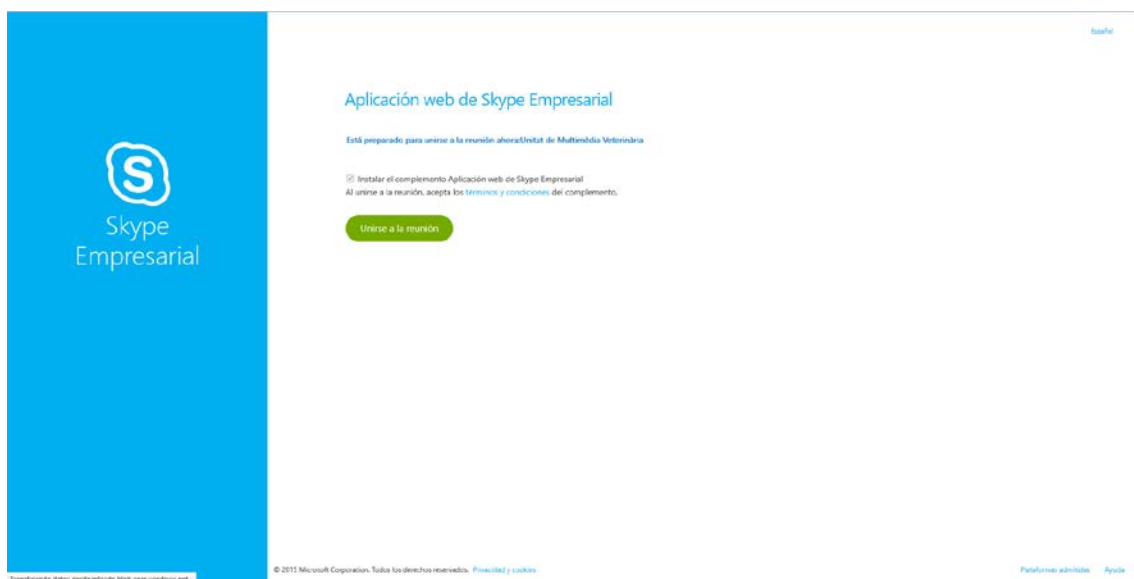 Español
Aplicación web de Skype Empresarial
Está preparado para unirse a la reunión ahora:Unitat de Multimèdia Veterinària
Instalar el complemento Aplicación web de Skype Empresarial
Al unirse a la reunión, acepta los términos y condiciones del complemento.
Unirse a la reunión
S
Skype
Empresarial
© 2015 Microsoft Corporation. Todos los derechos reservados. Privacidad y cookies
Plataformas admitidas Ayuda